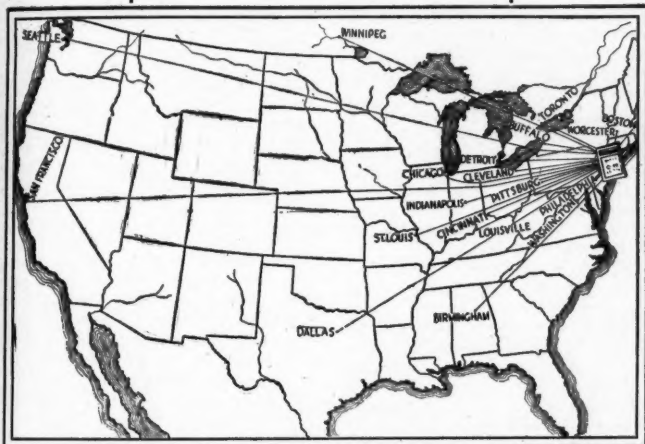 SEATTLE
WINNIPEG
TORONTO
BOSTON
BUFFALO
WORCESTER
SAN FRANCISCO
DETROIT
CHICAGO
CLEVELAND
PITTSBURG
PHILADELPHIA
INDIANAPOLIS
WASHINGTON
CINCINNATI
LOUISVILLE
ST. LOUIS
BIRMINGHAM
DALLAS